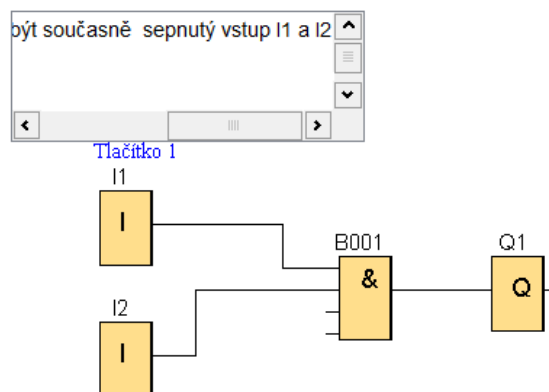 být současně sepnutý vstup I1 a I2
Tlačítko 1
I1
I
B001
&
Q1
Q
I2
I